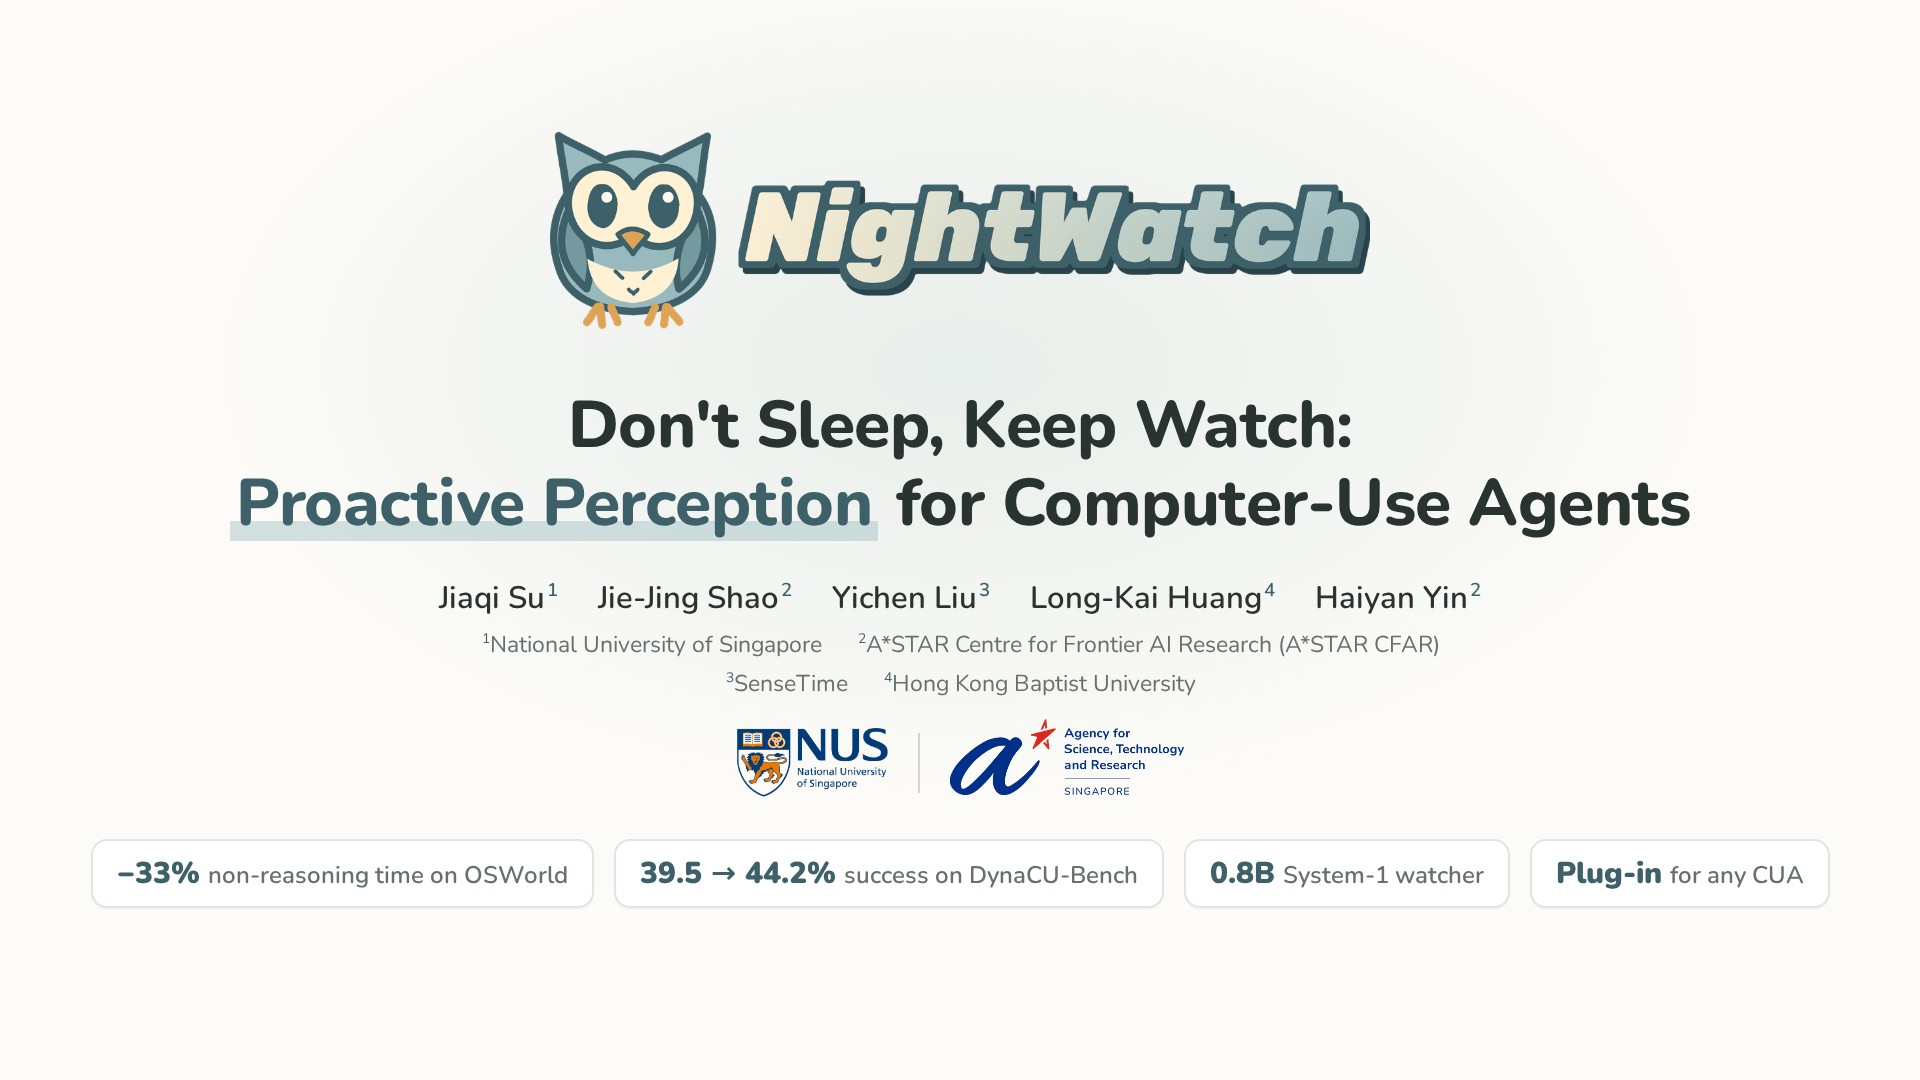 NightWatch
Don't Sleep, Keep Watch:
Proactive Perception for Computer-Use Agents
Jiaqi Su1 Jie-Jing Shao2 Yichen Liu3 Long-Kai Huang4 Haiyan Yin2
1National University of Singapore 2A*STAR Centre for Frontier AI Research (A*STAR CFAR)
3SenseTime 4Hong Kong Baptist University
NUS
National University
of Singapore
a
Agency for
Science, Technology
and Research
SINGAPORE
−33% non-reasoning time on OSWorld
39.5 → 44.2% success on DynaCU-Bench
0.8B System-1 watcher
Plug-in for any CUA